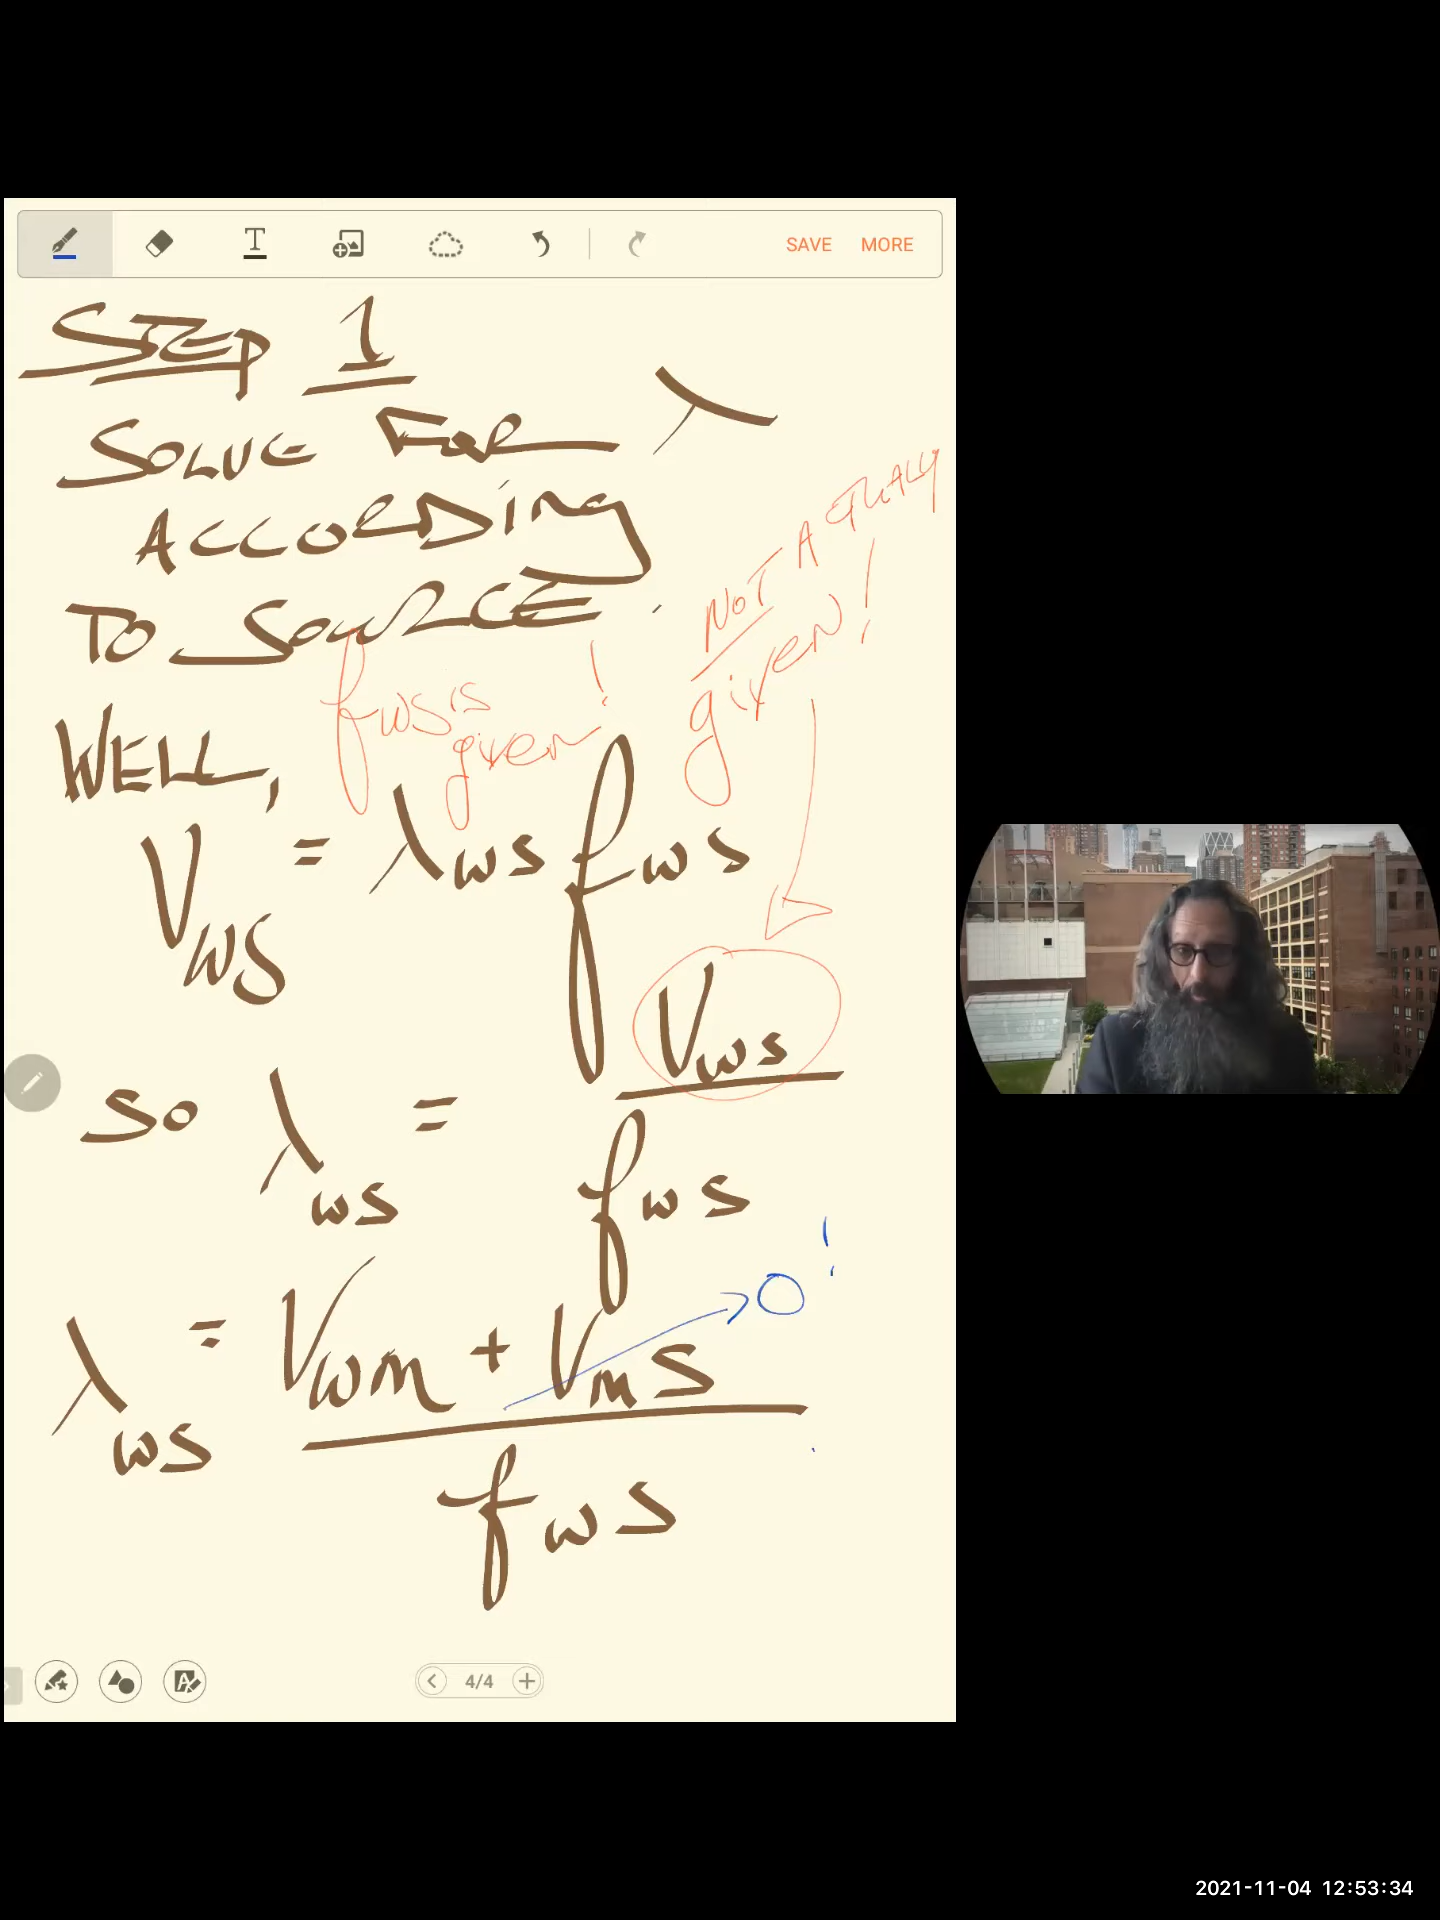 T SAVE MORE
STEP 1
SOLVE FOR λ
ACCORDING
TO SOURCE.
fws is given!
NOT ACTUALLY given!
WELL,
Vws = λws fws
so λws = Vws / fws
λws = Vwm + Vms / fws
O!
4/4
2021-11-04 12:53:34